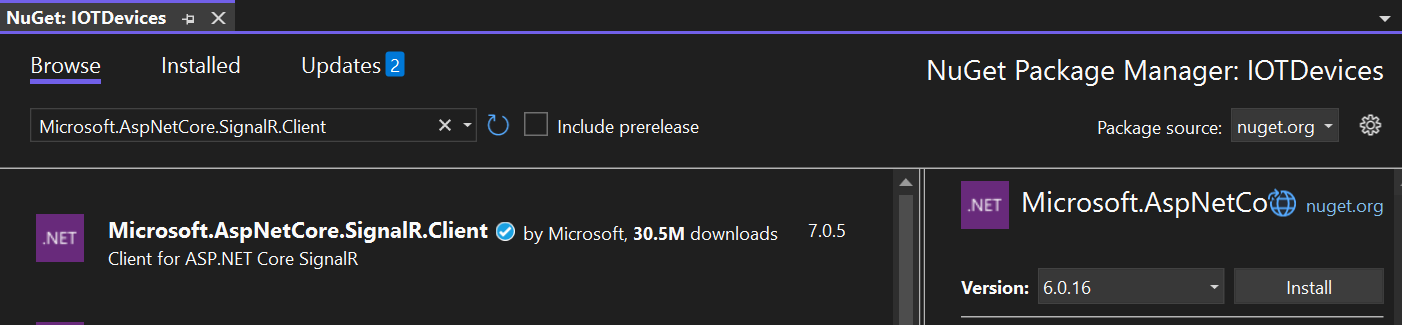 NuGet: IOTDevices
Browse Installed Updates 2
NuGet Package Manager: IOTDevices
Microsoft.AspNetCore.SignalR.Client
Include prerelease
Package source: nuget.org
.NET
Microsoft.AspNetCore.SignalR.Client by Microsoft, 30.5M downloads 7.0.5
Client for ASP.NET Core SignalR
.NET
Microsoft.AspNetCo nuget.org
Version: 6.0.16 Install